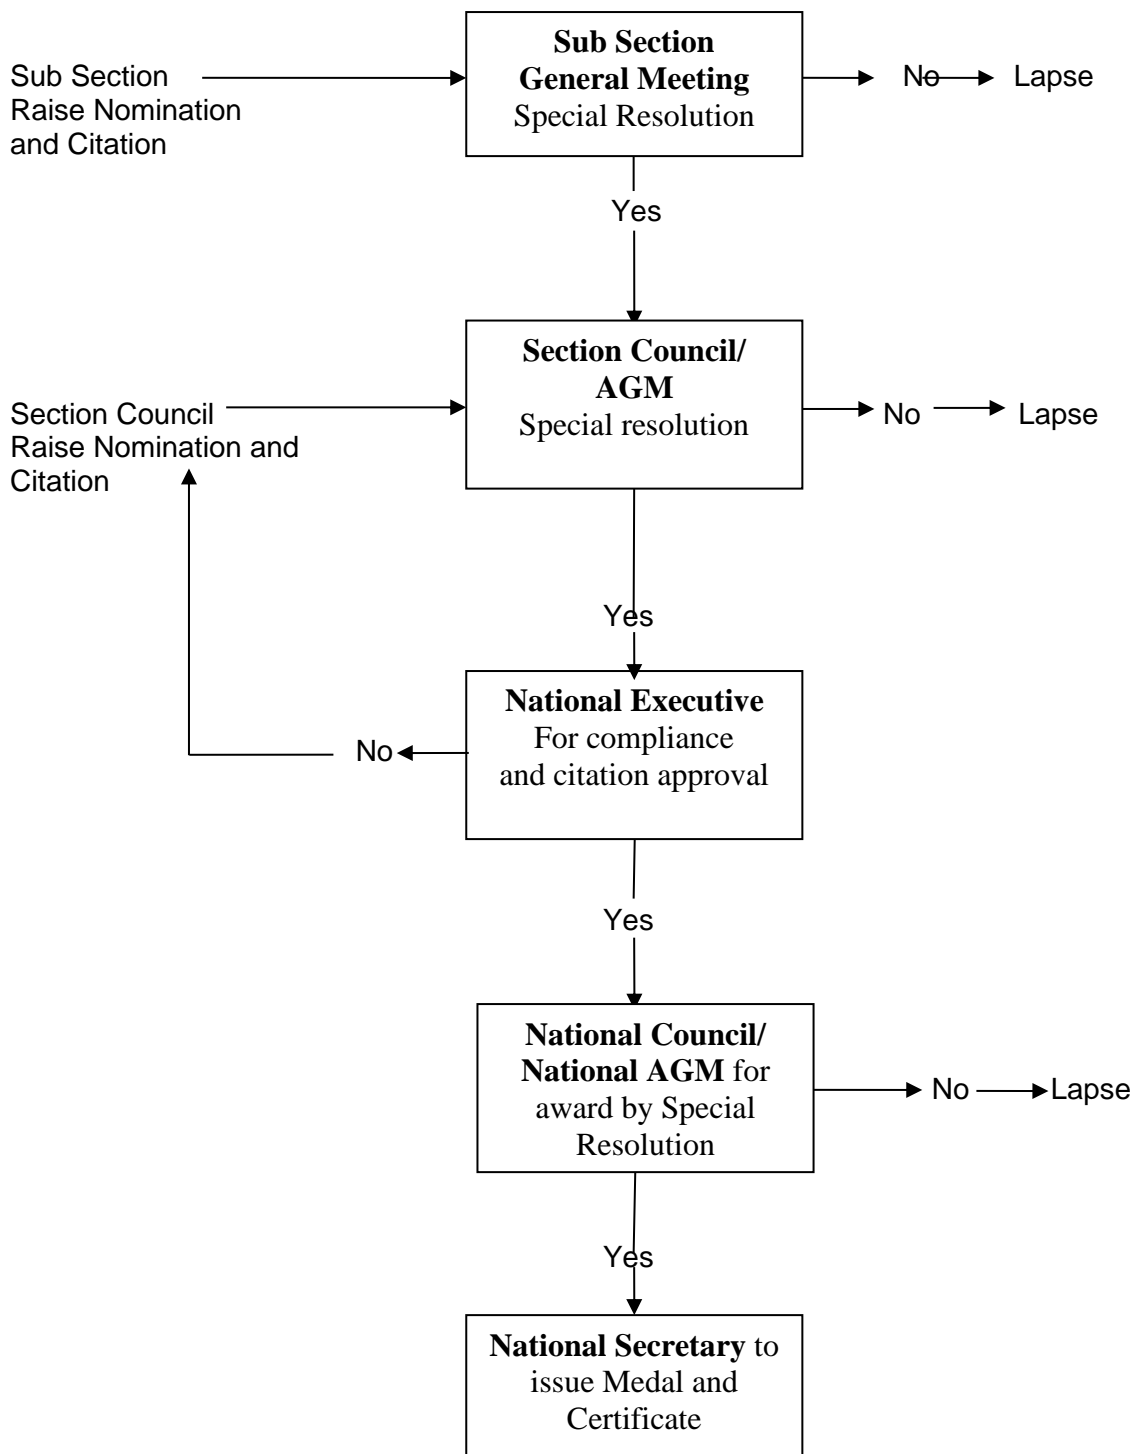 Sub Section
General Meeting
Special Resolution
Sub Section
Raise Nomination
and Citation
No
Lapse
Yes
Section Council/
AGM
Special resolution
Section Council
Raise Nomination and
Citation
No
Lapse
Yes
National Executive
For compliance
and citation approval
No
Yes
National Council/
National AGM for
award by Special
Resolution
No
Lapse
Yes
National Secretary to
issue Medal and
Certificate